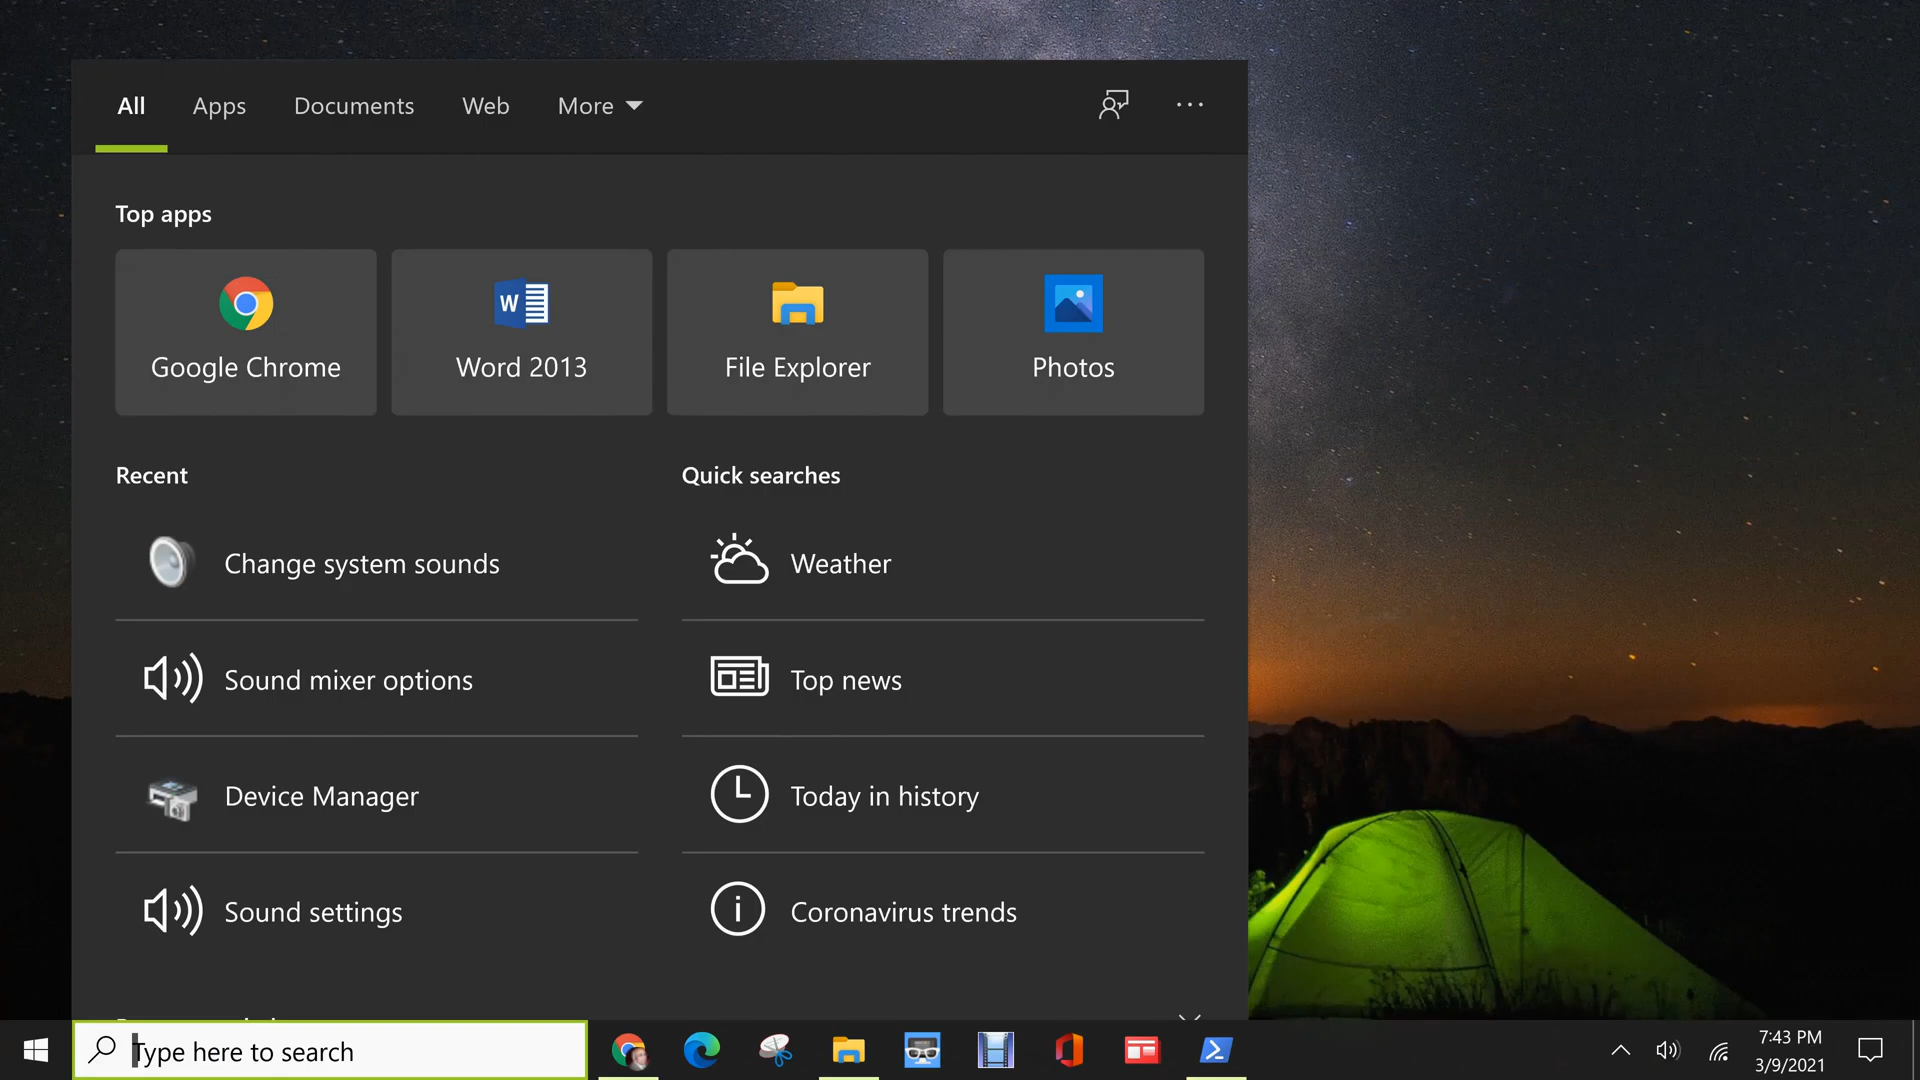 All Apps Documents Web More
Top apps
Google Chrome Word 2013 File Explorer Photos
Recent Quick searches
Change system sounds Weather
Sound mixer options Top news
Device Manager Today in history
Sound settings Coronavirus trends
Type here to search
7:43 PM
3/9/2021